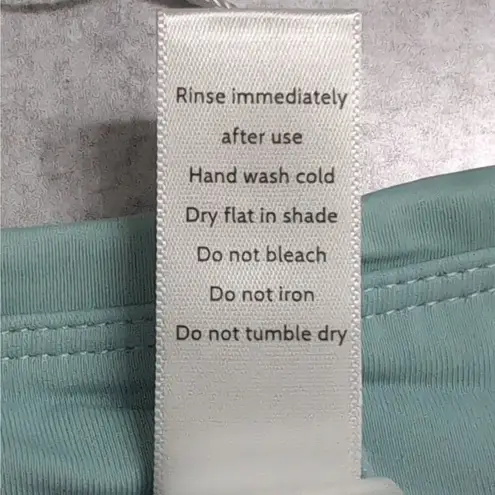 Rinse immediately
after use
Hand wash cold
Dry flat in shade
Do not bleach
Do not iron
Do not tumble dry